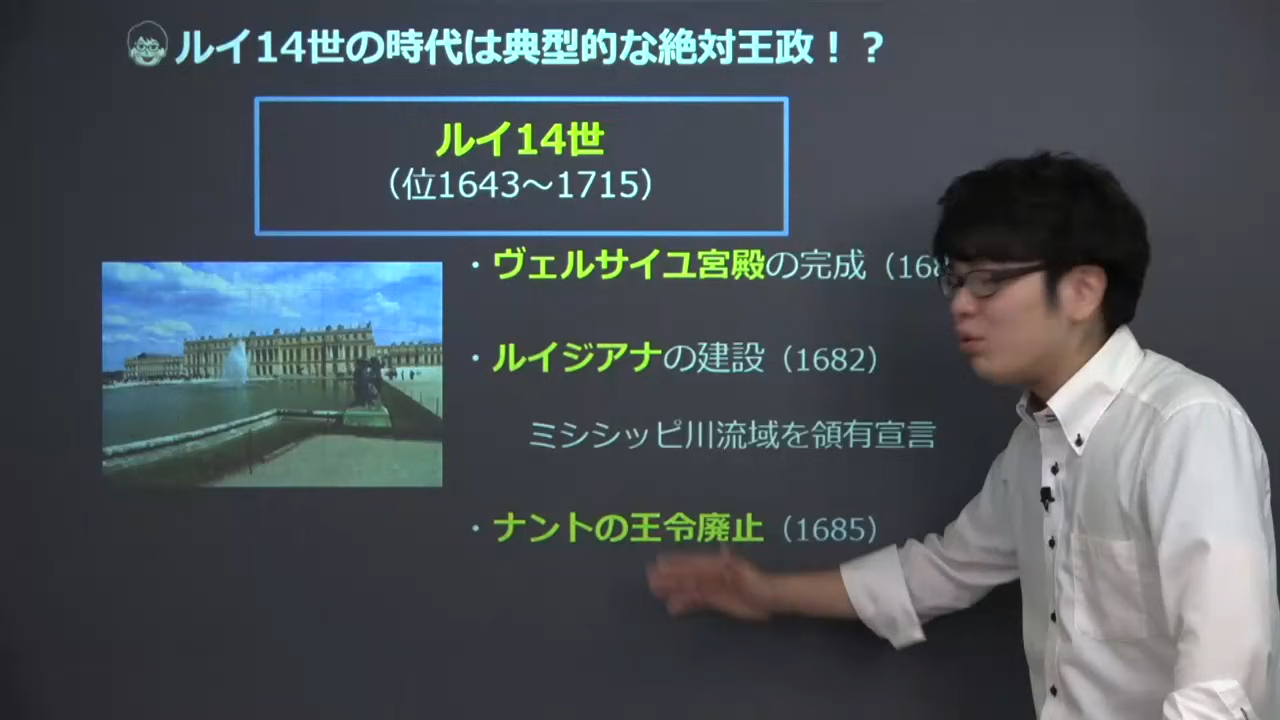 ルイ14世の時代は典型的な絶対王政！？
ルイ14世
（位1643～1715）
・ヴェルサイユ宮殿の完成（168
・ルイジアナの建設（1682）
ミシシッピ川流域を領有宣言
・ナントの王令廃止（1685）